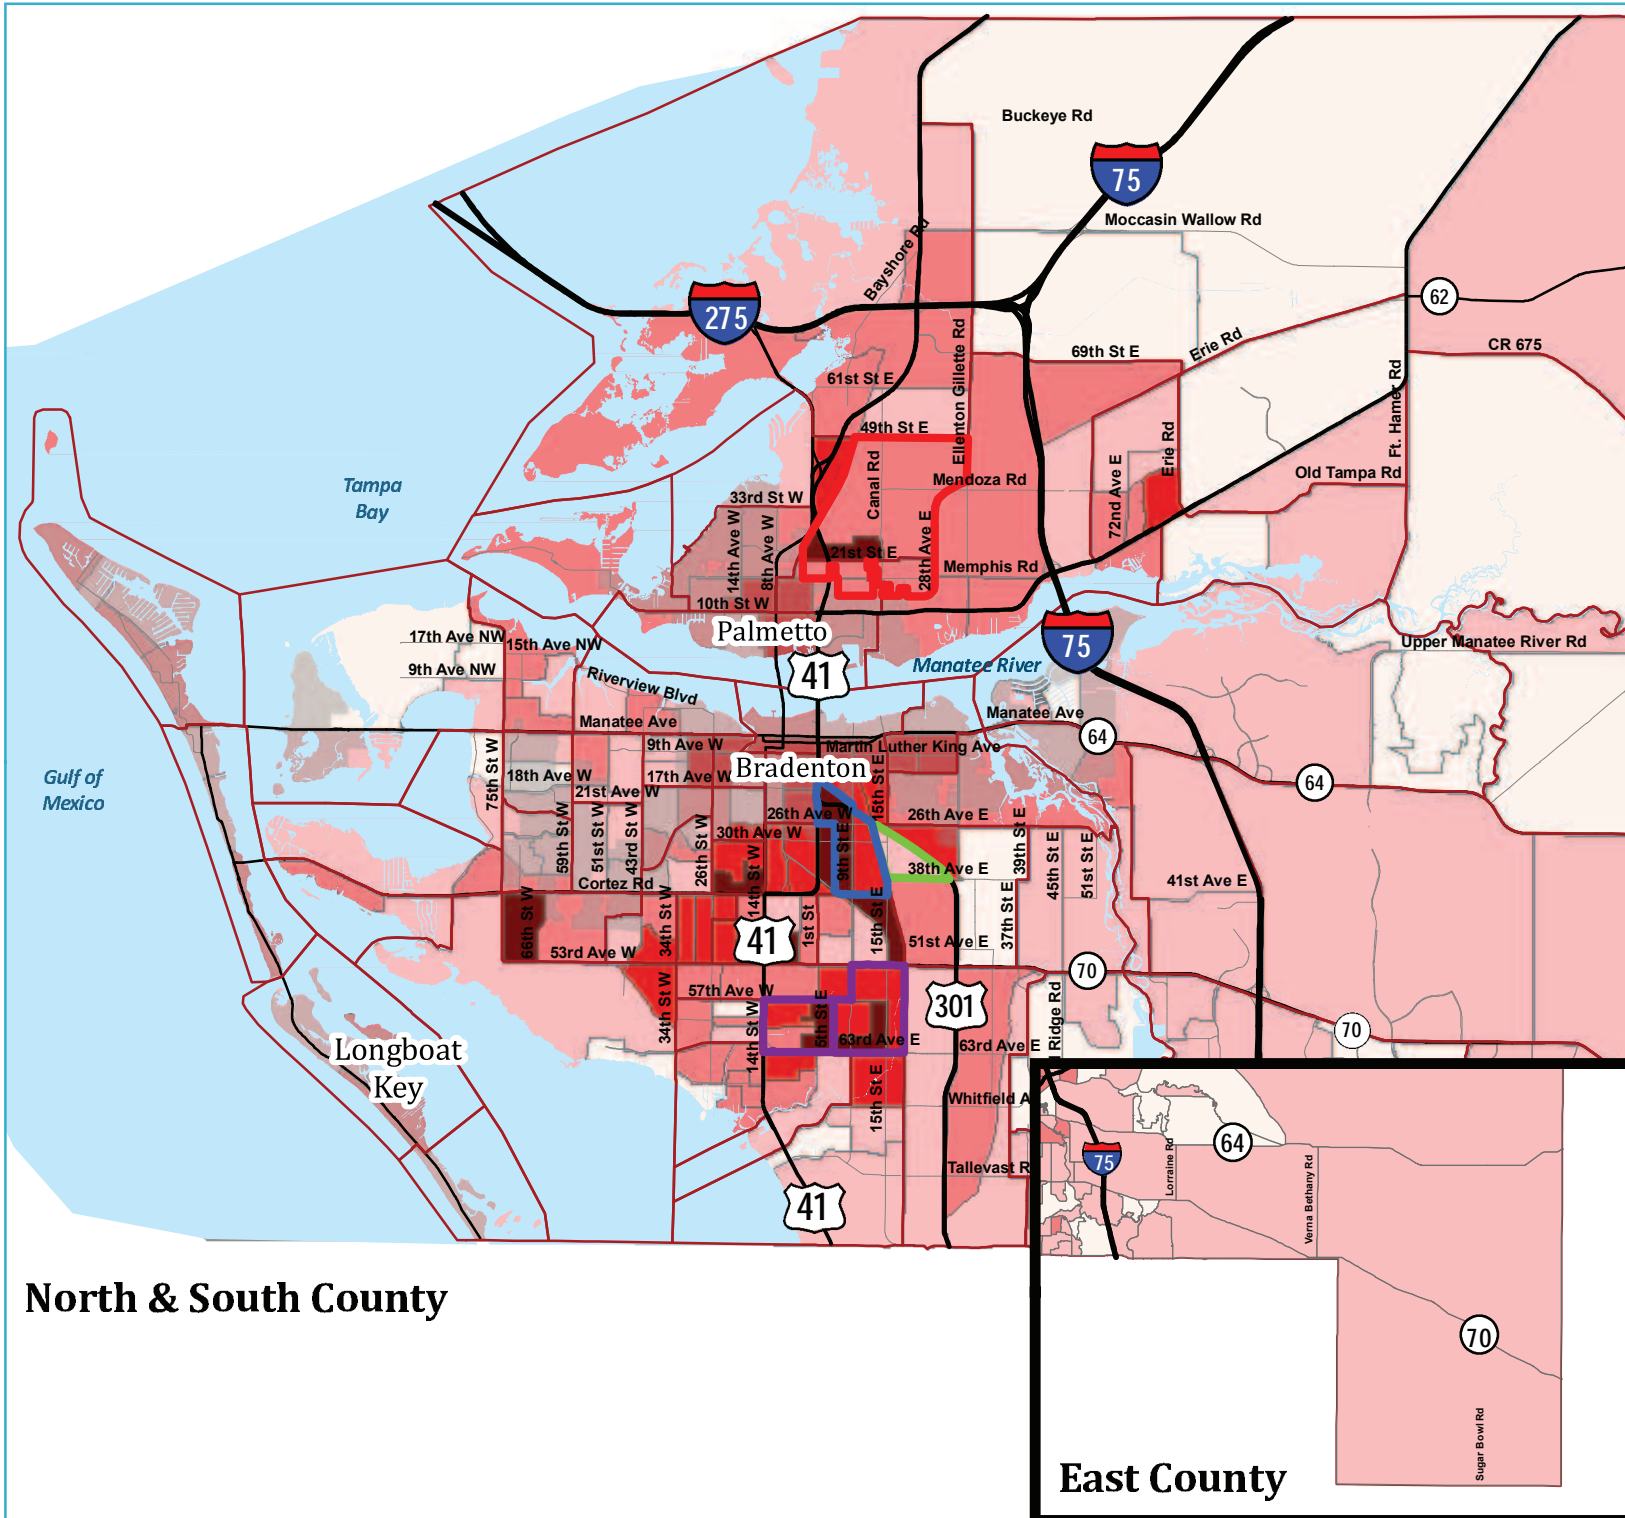 Buckeye Rd
75
Moccasin Wallow Rd
Bayshore Rd
62
275
Ellenton Gillette Rd
69th St E
Erie Rd
CR 675
61st St E
Ft. Hamer Rd
49th St E
Canal Rd
Erie Rd
72nd Ave E
Old Tampa Rd
Mendoza Rd
Tampa
Bay
33rd St W
14th Ave W
8th Ave W
28th Ave E
21st St E
Memphis Rd
10th St W
Palmetto
75
17th Ave NW
15th Ave NW
9th Ave NW
Upper Manatee River Rd
41
Manatee River
Riverview Blvd
Manatee Ave
Manatee Ave
64
9th Ave W
Martin Luther King Ave
75th St W
Bradenton
15th St E
Gulf of
Mexico
18th Ave W
17th Ave W
64
21st Ave W
26th Ave W
26th Ave E
30th Ave W
59th St W
51st St W
43rd St W
26th St W
14th St W
9th St E
39th St E
45th St E
51st St E
38th Ave E
41st Ave E
Cortez Rd
66th St W
34th St W
41
1st St
15th St E
37th St E
51st Ave E
53rd Ave W
70
57th Ave W
34th St W
14th St W
5th St E
301
Ridge Rd
70
63rd Ave E
63rd Ave E
Longboat
Key
15th St E
Whitfield A
Tallevast R
41
75
64
Lorraine Rd
Verna Bethany Rd
70
Sugar Bowl Rd
North & South County
East County